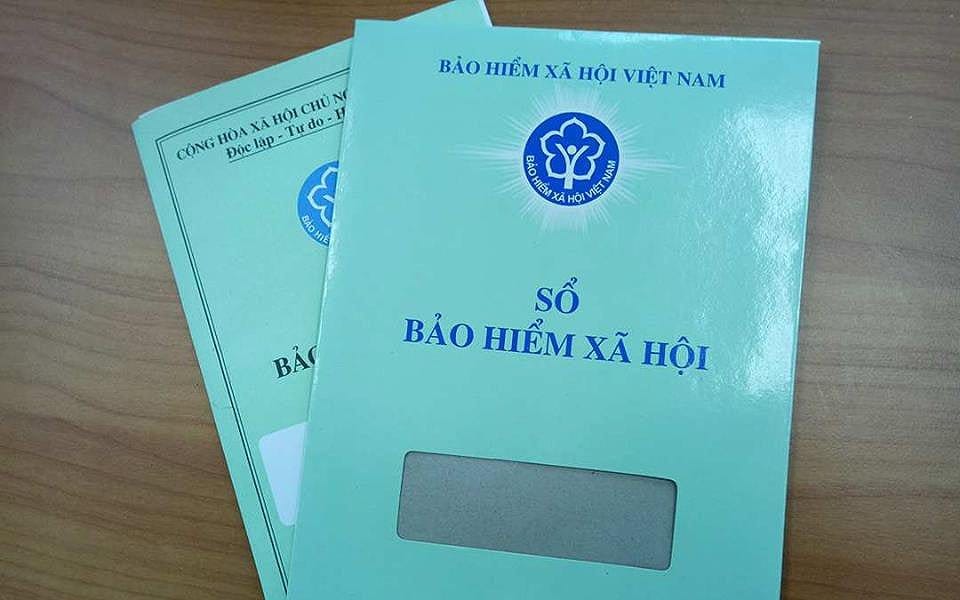 BẢO HIỂM XÃ HỘI VIỆT NAM
BẢO HIỂM XÃ HỘI VIỆT NAM
SỔ
BẢO HIỂM XÃ HỘI
CỘNG HÒA XÃ HỘI CHỦ
Độc lập - Tự do -
BẢO